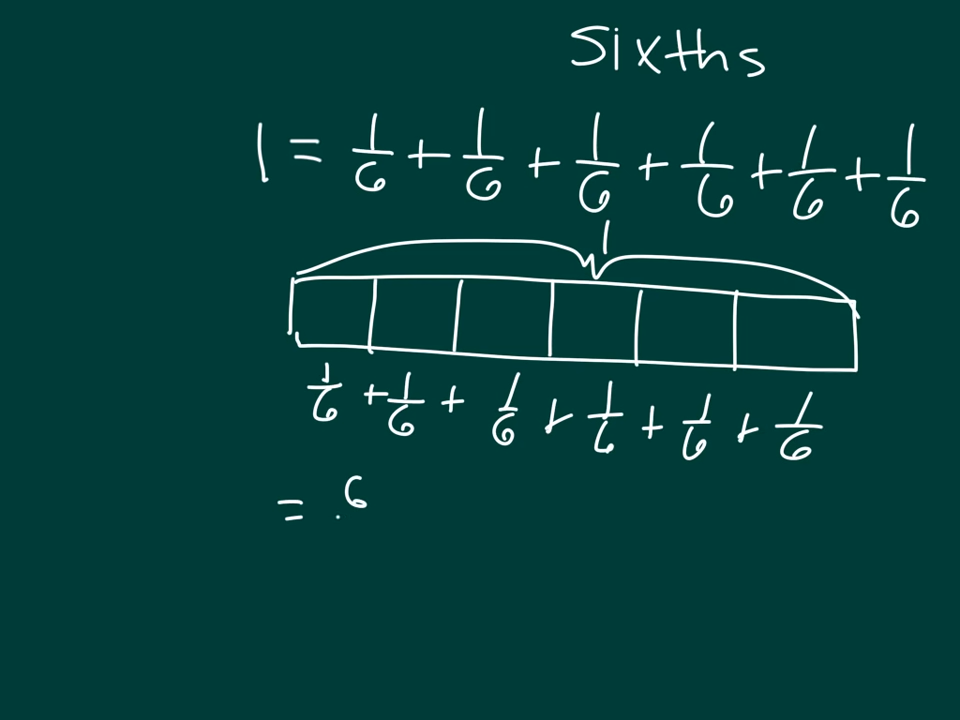 Sixths
1 = 1/6 + 1/6 + 1/6 + 1/6 + 1/6 + 1/6
1
1/6 + 1/6 + 1/6 + 1/6 + 1/6 + 1/6
= 6